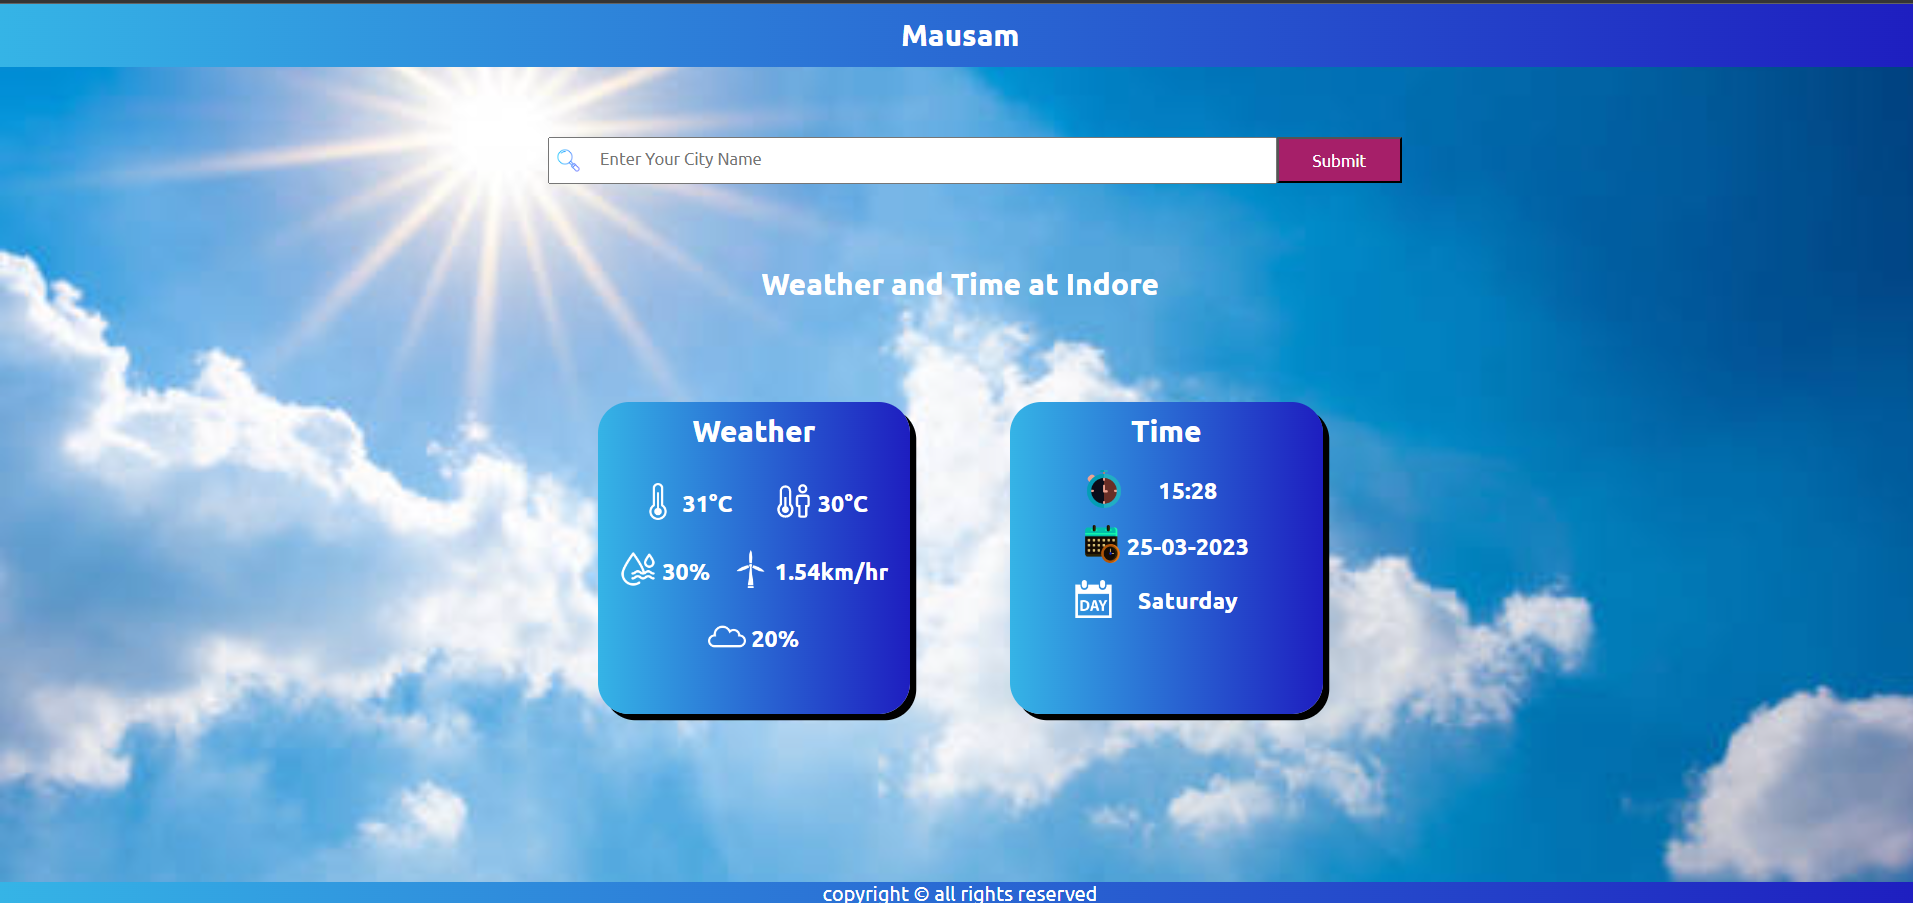 Mausam
Enter Your City Name
Submit
Weather and Time at Indore
Weather
31°C 30°C
30% 1.54km/hr
20%
Time
15:28
25-03-2023
DAY Saturday
copyright © all rights reserved